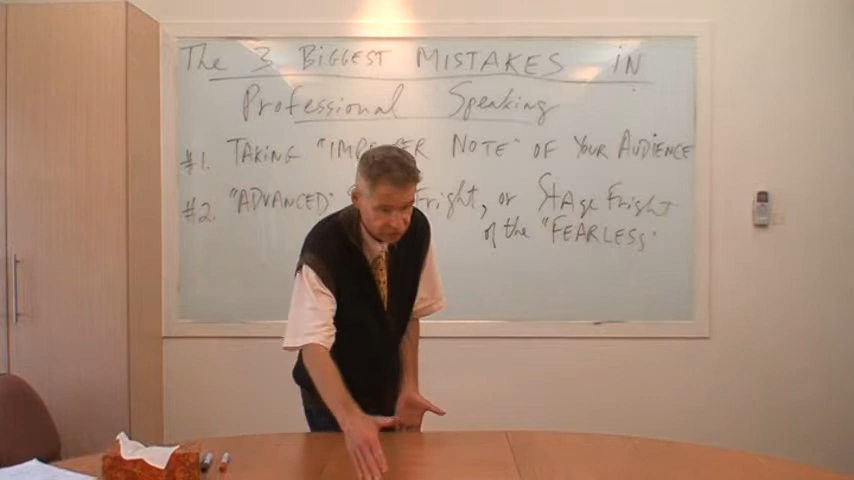 The 3 BIGGEST MISTAKES in
Professional Speaking
#1. TAKING "IMPROPER NOTE" OF YOUR AUDIENCE
#2. "ADVANCED" Fright, or StAge Fright
of the "FEARLESS"